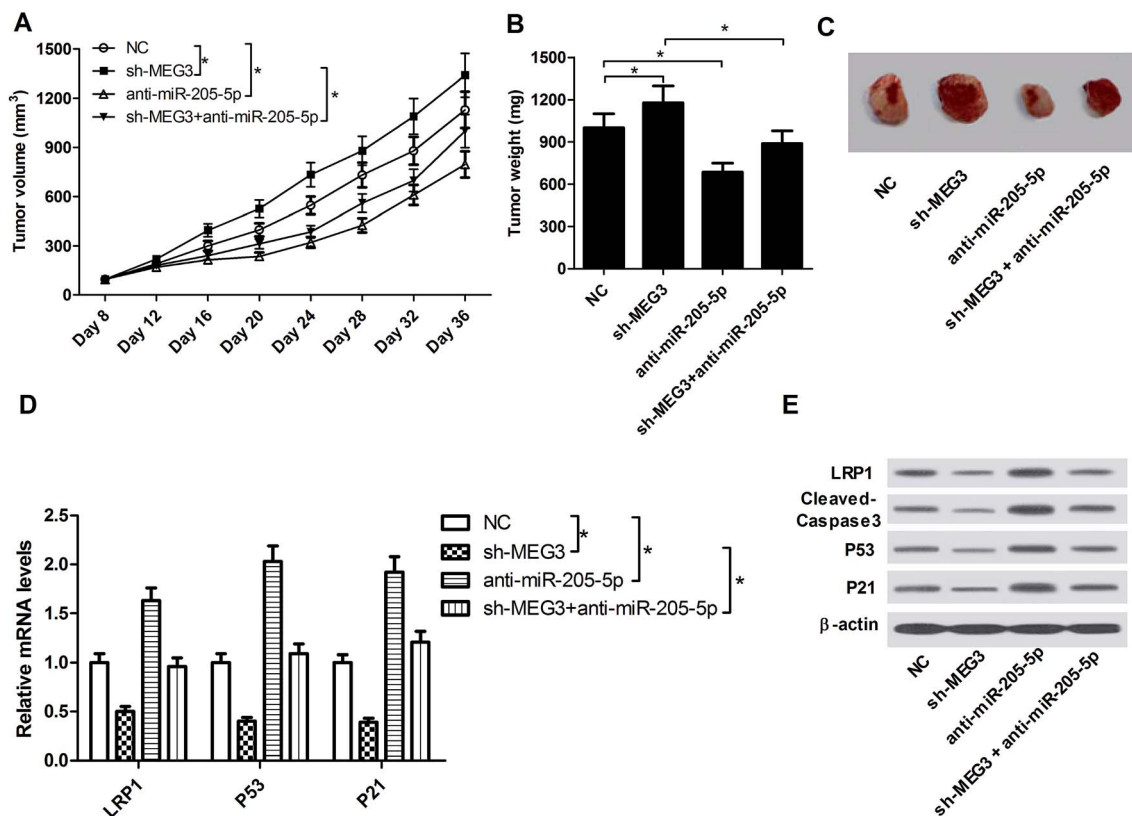 A
Tumor volume (mm³)
1500
1200
900
600
300
0
Day 8
Day 12
Day 16
Day 20
Day 24
Day 28
Day 32
Day 36
NC
sh-MEG3
anti-miR-205-5p
sh-MEG3+anti-miR-205-5p
*
*
*
B
Tumor weight (mg)
1500
1200
900
600
300
0
*
*
*
NC
sh-MEG3
anti-miR-205-5p
sh-MEG3+anti-miR-205-5p
C
NC
sh-MEG3
anti-miR-205-5p
sh-MEG3 + anti-miR-205-5p
D
Relative mRNA levels
2.5
2.0
1.5
1.0
0.5
0.0
LRP1
P53
P21
NC
sh-MEG3
anti-miR-205-5p
sh-MEG3+anti-miR-205-5p
*
*
*
E
LRP1
Cleaved-
Caspase3
P53
P21
β-actin
NC
sh-MEG3
anti-miR-205-5p
sh-MEG3 + anti-miR-205-5p